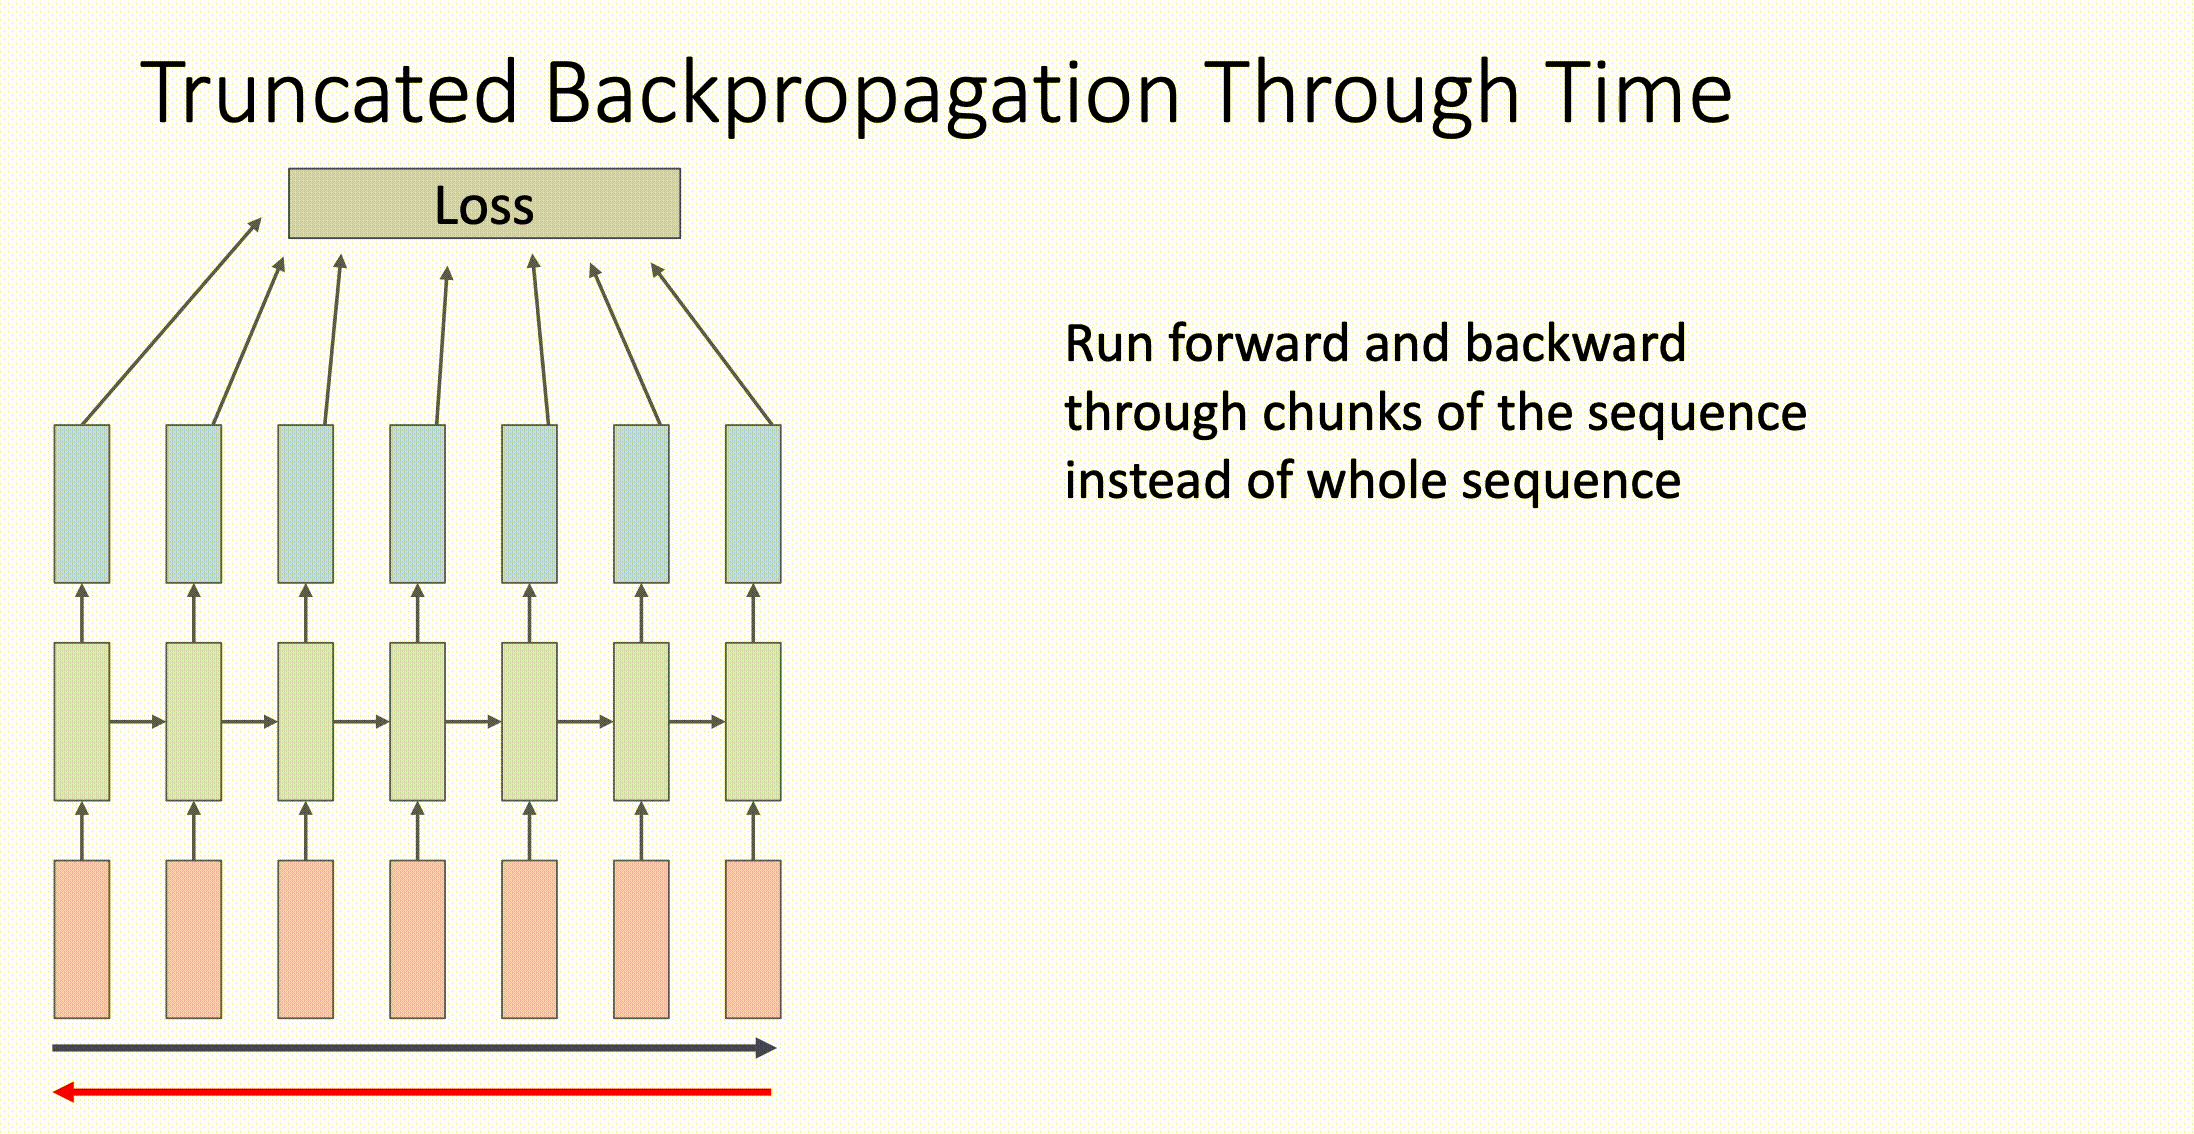 Truncated Backpropagation Through Time
Loss
Run forward and backward
through chunks of the sequence
instead of whole sequence